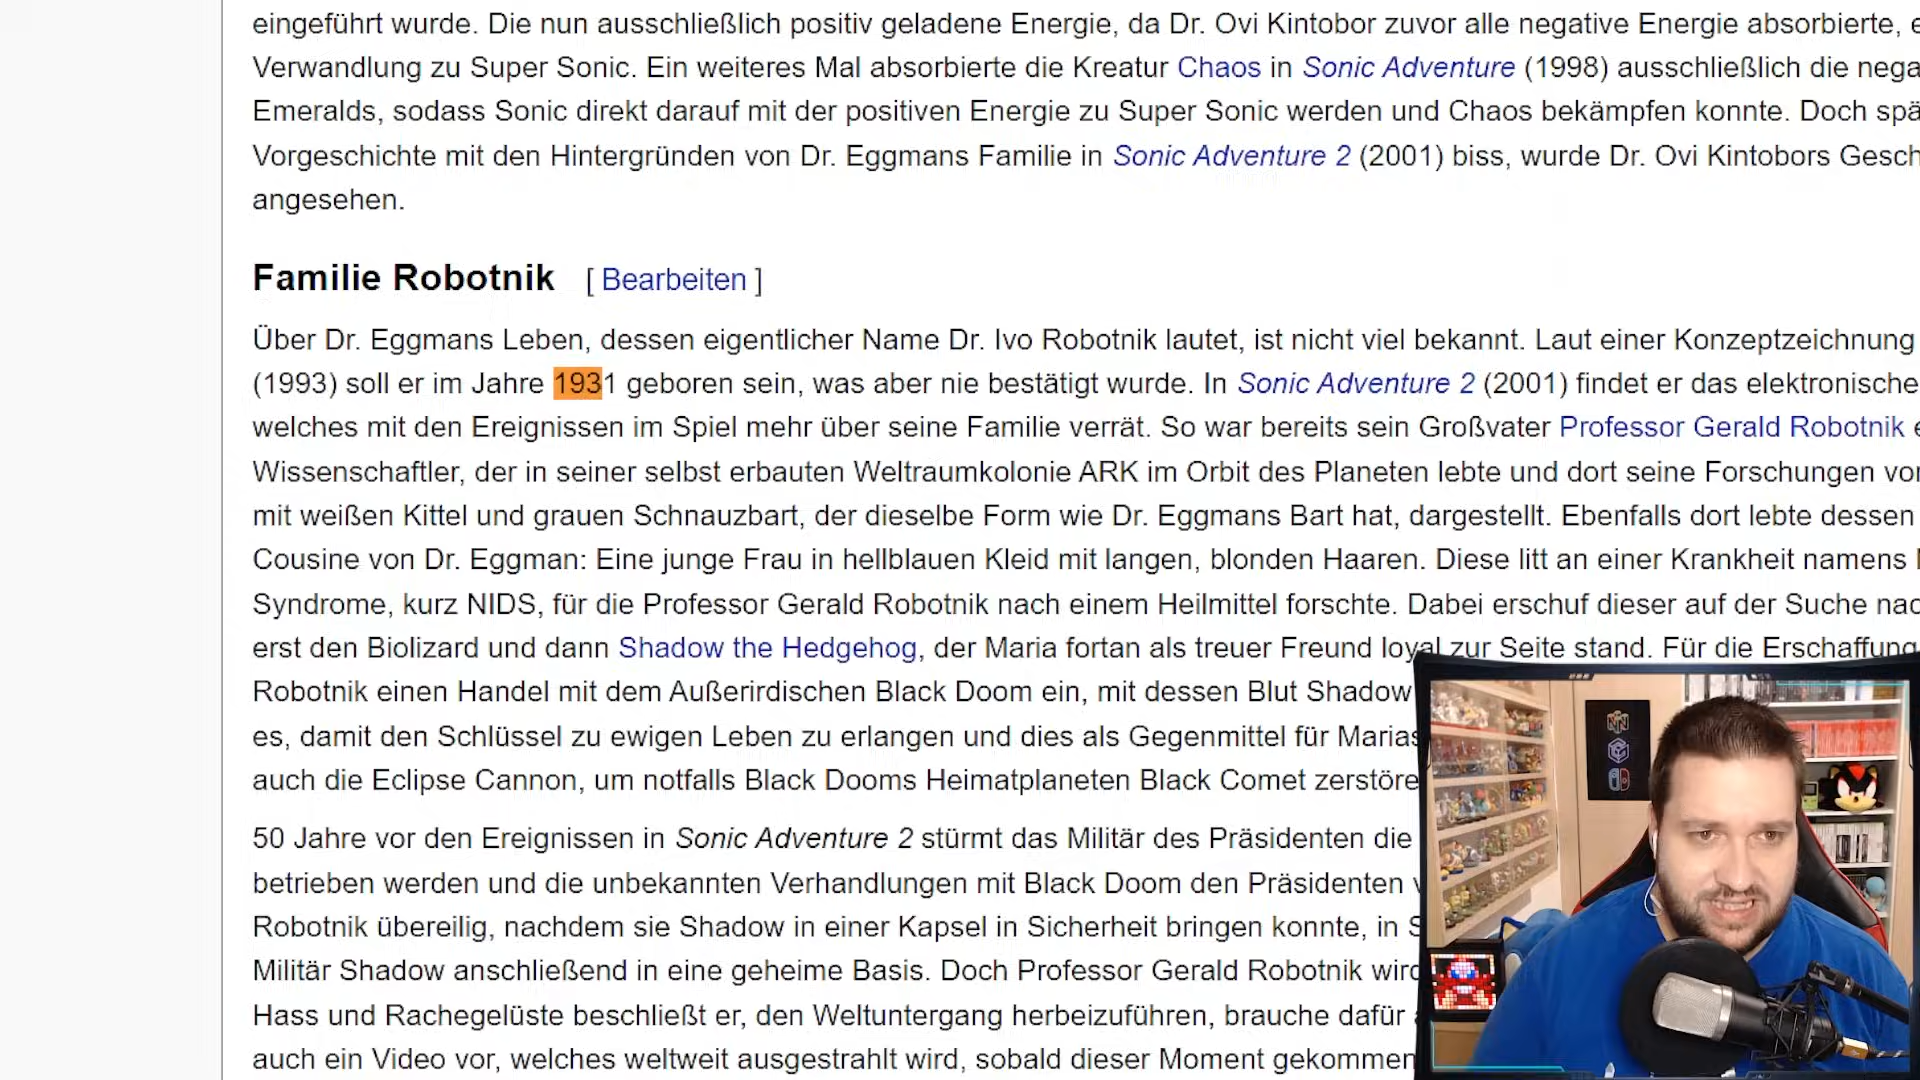 eingeführt wurde. Die nun ausschließlich positiv geladene Energie, da Dr. Ovi Kintobor zuvor alle negative Energie absorbierte,
Verwandlung zu Super Sonic. Ein weiteres Mal absorbierte die Kreatur Chaos in Sonic Adventure (1998) ausschließlich die
Emeralds, sodass Sonic direkt darauf mit der positiven Energie zu Super Sonic werden und Chaos bekämpfen konnte. Doch
Vorgeschichte mit den Hintergründen von Dr. Eggmans Familie in Sonic Adventure 2 (2001) biss, wurde Dr. Ovi Kintobors
angesehen.
Familie Robotnik [ Bearbeiten ]
Über Dr. Eggmans Leben, dessen eigentlicher Name Dr. Ivo Robotnik lautet, ist nicht viel bekannt. Laut einer Konzeptzeichnung
(1993) soll er im Jahre 1931 geboren sein, was aber nie bestätigt wurde. In Sonic Adventure 2 (2001) findet er das elektronische
welches mit den Ereignissen im Spiel mehr über seine Familie verrät. So war bereits sein Großvater Professor Gerald Robotnik
Wissenschaftler, der in seiner selbst erbauten Weltraumkolonie ARK im Orbit des Planeten lebte und dort seine Forschungen
mit weißen Kittel und grauen Schnauzbart, der dieselbe Form wie Dr. Eggmans Bart hat, dargestellt. Ebenfalls dort lebte dessen
Cousine von Dr. Eggman: Eine junge Frau in hellblauen Kleid mit langen, blonden Haaren. Diese litt an einer Krankheit namens
Syndrome, kurz NIDS, für die Professor Gerald Robotnik nach einem Heilmittel forschte. Dabei erschuf dieser auf der Suche
erst den Biolizard und dann Shadow the Hedgehog, der Maria fortan als treuer Freund loyal zur Seite stand. Für die Erschaffung
Robotnik einen Handel mit dem Außerirdischen Black Doom ein, mit dessen Blut Shadow
es, damit den Schlüssel zu ewigen Leben zu erlangen und dies als Gegenmittel für Marias
auch die Eclipse Cannon, um notfalls Black Dooms Heimatplaneten Black Comet
50 Jahre vor den Ereignissen in Sonic Adventure 2 stürmt das Militär des Präsidenten die
betrieben werden und die unbekannten Verhandlungen mit Black Doom den Präsidenten
Robotnik übereilig, nachdem sie Shadow in einer Kapsel in Sicherheit bringen konnte, in
Militär Shadow anschließend in eine geheime Basis. Doch Professor Gerald Robotnik
Hass und Rachegelüste beschließt er, den Weltuntergang herbeizuführen, brauche dafür
auch ein Video vor, welches weltweit ausgestrahlt wird, sobald dieser Moment gekommen